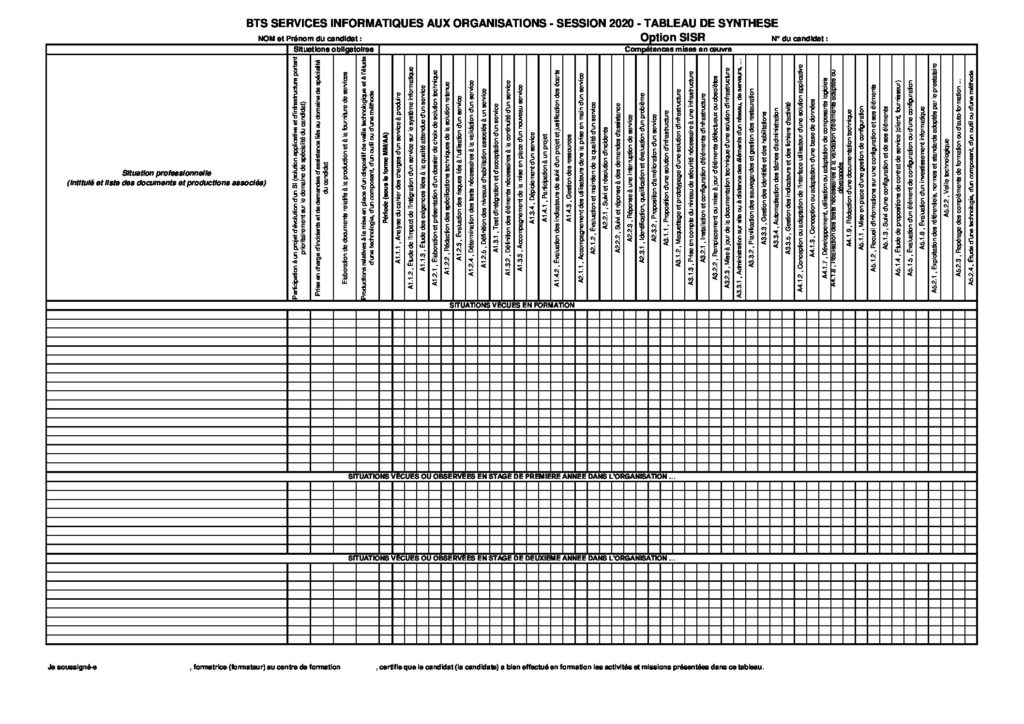 BTS SERVICES INFORMATIQUES AUX ORGANISATIONS - SESSION 2020 - TABLEAU DE SYNTHESE
NOM et Prénom du candidat :
Option SISR
N° du candidat :
Situations obligatoires
Compétences mises en œuvre
Situation professionnelle
(intitulé et liste des documents et productions associés)
Participation à un projet d'évolution d'un SI (solution applicative et d'infrastructure portant
prioritairement sur le domaine de spécialité du candidat)
Prise en charge d'incidents et de demandes d'assistance liés au domaine de spécialité
du candidat
Elaboration de documents relatifs à la production et à la fourniture de services
Productions relatives à la mise en place d'un dispositif de veille technologique et à l'étude
d'une technologie, d'un composant, d'un outil ou d'une méthode
Période (sous la forme MM/AA)
A1.1.1 , Analyse du cahier des charges d'un service à produire
A1.1.2 , Étude de l'impact de l'intégration d'un service sur le système informatique
A1.1.3 , Étude des exigences liées à la qualité attendue d'un service
A1.2.1 , Élaboration et présentation d'un dossier de choix de solution technique
A1.2.2 , Rédaction des spécifications techniques de la solution retenue
A1.2.3 , Évaluation des risques liés à l'utilisation d'un service
A1.2.4 , Détermination des tests nécessaires à la validation d'un service
A1.2.5 , Définition des niveaux d'habilitation associés à un service
A1.3.1 , Test d'intégration et d'acceptation d'un service
A1.3.2 , Définition des éléments nécessaires à la continuité d'un service
A1.3.3 , Accompagnement de la mise en place d'un nouveau service
A1.3.4 , Déploiement d'un service
A1.4.1 , Participation à un projet
A1.4.2 , Évaluation des indicateurs de suivi d'un projet et justification des écarts
A1.4.3 , Gestion des ressources
A2.1.1 , Accompagnement des utilisateurs dans la prise en main d'un service
A2.1.2 , Évaluation et maintien de la qualité d'un service
A2.2.1 , Suivi et résolution d'incidents
A2.2.2 , Suivi et réponse à des demandes d'assistance
A2.2.3 , Réponse à une interruption de service
A2.3.1 , Identification, qualification et évaluation d'un problème
A2.3.2 , Proposition d'amélioration d'un service
A3.1.1 , Proposition d'une solution d'infrastructure
A3.1.2 , Maquettage et prototypage d'une solution d'infrastructure
A3.1.3 , Prise en compte du niveau de sécurité nécessaire à une infrastructure
A3.2.1 , Installation et configuration d'éléments d'infrastructure
A3.2.2 , Remplacement ou mise à jour d'éléments défectueux ou obsolètes
A3.2.3 , Mise à jour de la documentation technique d'une solution d'infrastructure
A3.3.1 , Administration sur site ou à distance des éléments d'un réseau, de serveurs, ...
A3.3.2 , Planification des sauvegardes et gestion des restaurations
A3.3.3 , Gestion des identités et des habilitations
A3.3.4 , Automatisation des tâches d'administration
A3.3.5 , Gestion des indicateurs et des fichiers d'activité
A4.1.2 , Conception ou adaptation de l'interface utilisateur d'une solution applicative
A4.1.3 , Conception ou adaptation d'une base de données
A4.1.7 , Développement, utilisation ou adaptation de composants logiciels
A4.1.8 , Réalisation des tests nécessaires à la validation d'éléments adaptés ou
A4.1.9 , Rédaction d'une documentation technique
A5.1.1 , Mise en place d'une gestion de configuration
A5.1.2 , Recueil d'informations sur une configuration et ses éléments
A5.1.3 , Suivi d'une configuration et de ses éléments
A5.1.4 , Étude de propositions de contrat de service (client, fournisseur)
A5.1.5 , Évaluation d'un élément de configuration ou d'une configuration
A5.1.6 , Évaluation d'un investissement informatique
A5.2.1 , Exploitation des référentiels, normes et standards adoptés par le prestataire
A5.2.2 , Veille technologique
A5.2.3 , Repérage des compléments de formation ou d'auto-formation ...
A5.2.4 , Étude d'une technologie, d'un composant, d'un outil ou d'une méthode
SITUATIONS VECUES EN FORMATION
SITUATIONS VECUES OU OBSERVEES EN STAGE DE PREMIERE ANNEE DANS L'ORGANISATION ...
SITUATIONS VECUES OU OBSERVEES EN STAGE DE DEUXIEME ANNEE DANS L'ORGANISATION ...
Je soussigné-e , formatrice (formateur) au centre de formation , certifie que le candidat (la candidate) a bien effectué en formation les activités et missions présentées dans ce tableau.